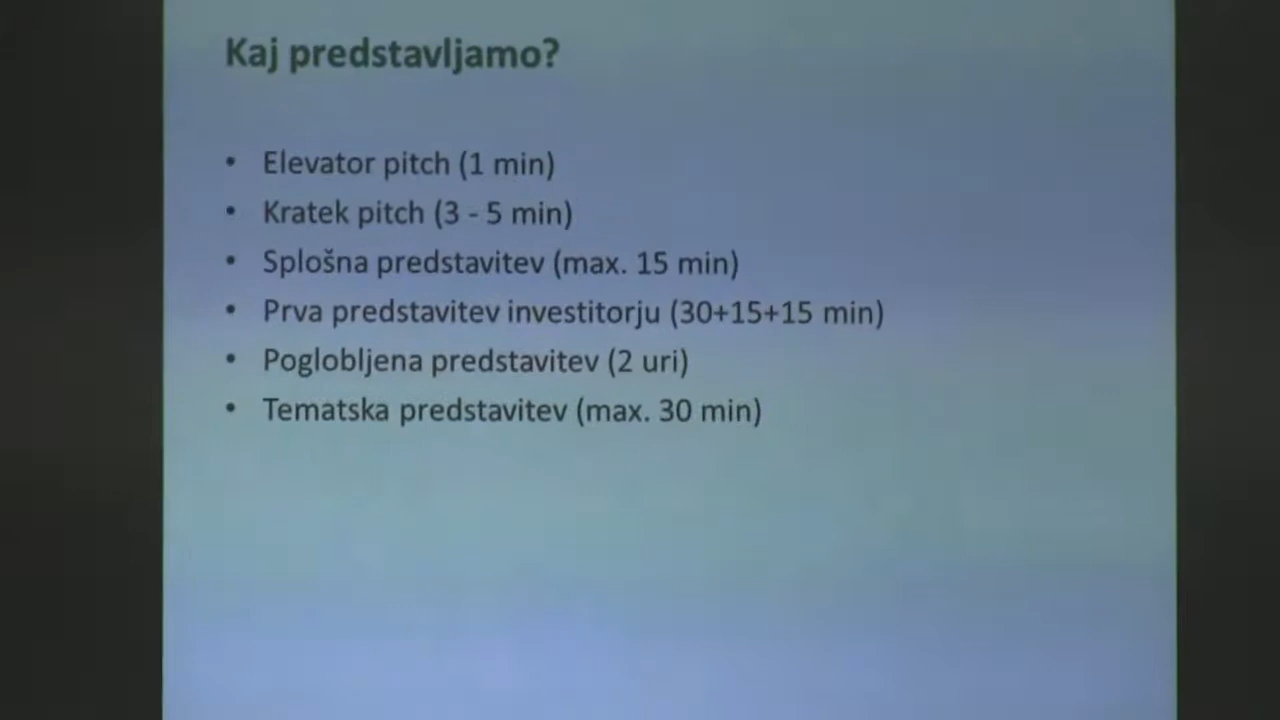 Kaj predstavljamo?
• Elevator pitch (1 min)
• Kratek pitch (3 - 5 min)
• Splošna predstavitev (max. 15 min)
• Prva predstavitev investitorju (30+15+15 min)
• Poglobljena predstavitev (2 uri)
• Tematska predstavitev (max. 30 min)